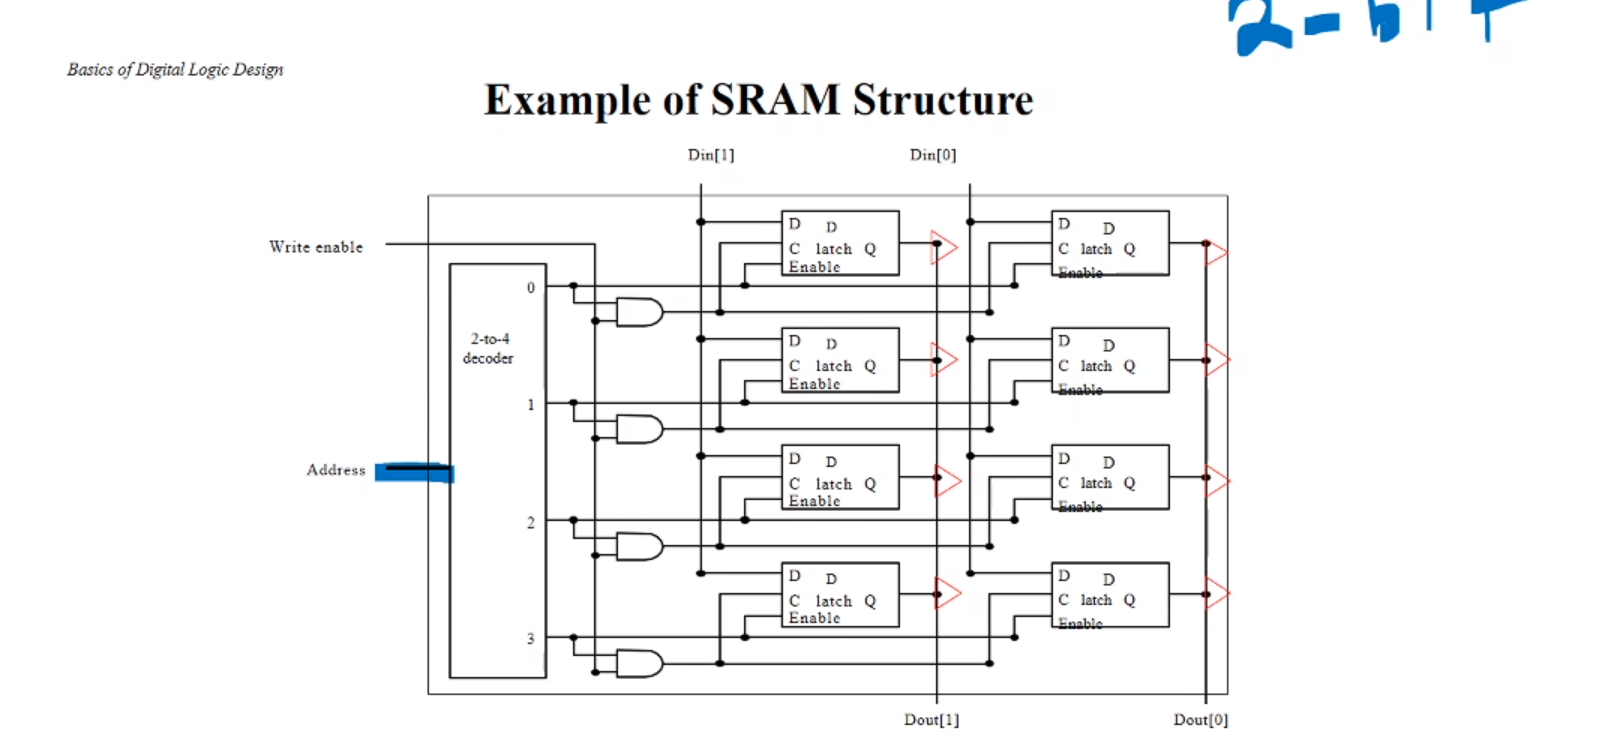 2-bit
Basics of Digital Logic Design
Example of SRAM Structure
Din[1] Din[0]
Write enable
D D
C latch Q
Enable
D D
C latch Q
Enable
0
2-to-4
decoder
D D
C latch Q
Enable
D D
C latch Q
Enable
1
Address
D D
C latch Q
Enable
D D
C latch Q
Enable
2
D D
C latch Q
Enable
D D
C latch Q
Enable
3
Dout[1] Dout[0]